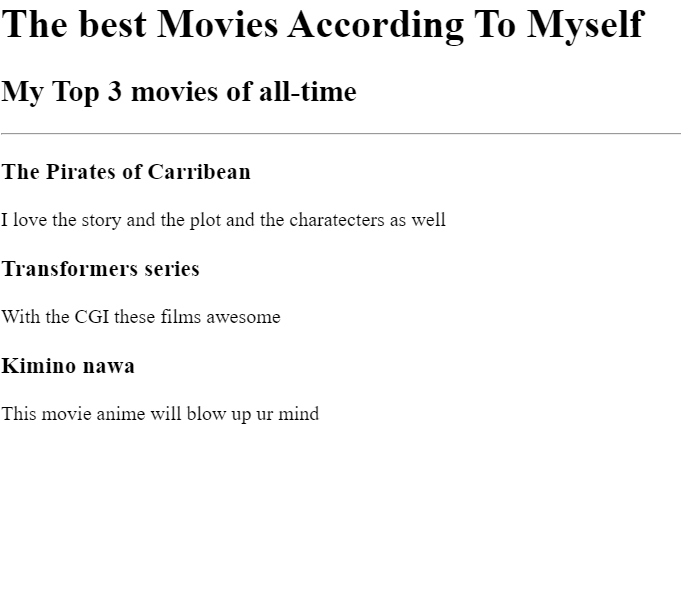 The best Movies According To Myself
My Top 3 movies of all-time
The Pirates of Carribean
I love the story and the plot and the charatecters as well
Transformers series
With the CGI these films awesome
Kimino nawa
This movie anime will blow up ur mind